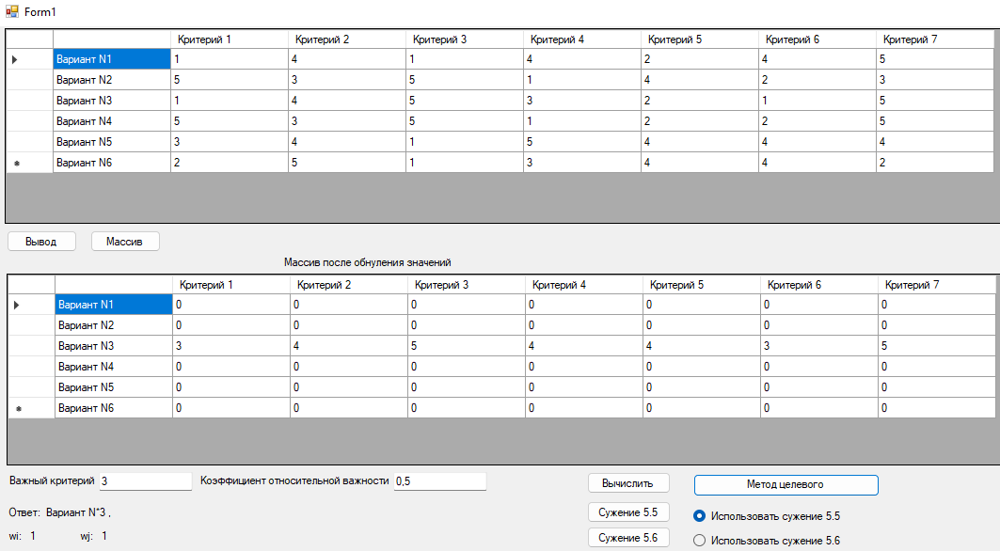 Form1
Критерий 1 Критерий 2 Критерий 3 Критерий 4 Критерий 5 Критерий 6 Критерий 7
Вариант N1 1 4 1 4 2 4 5
Вариант N2 5 3 5 1 4 2 3
Вариант N3 1 4 5 3 2 1 5
Вариант N4 5 3 5 1 2 2 5
Вариант N5 3 4 1 5 4 4 4
Вариант N6 2 5 1 3 4 4 2
Вывод Массив
Массив после обнуления значений
Критерий 1 Критерий 2 Критерий 3 Критерий 4 Критерий 5 Критерий 6 Критерий 7
Вариант N1 0 0 0 0 0 0 0
Вариант N2 0 0 0 0 0 0 0
Вариант N3 3 4 5 4 4 3 5
Вариант N4 0 0 0 0 0 0 0
Вариант N5 0 0 0 0 0 0 0
Вариант N6 0 0 0 0 0 0 0
Важный критерий 3 Коэффициент относительной важности 0,5 Вычислить Метод целевого
Ответ: Вариант N*3 , Сужение 5.5 Использовать сужение 5.5
wi: 1 wj: 1 Сужение 5.6 Использовать сужение 5.6